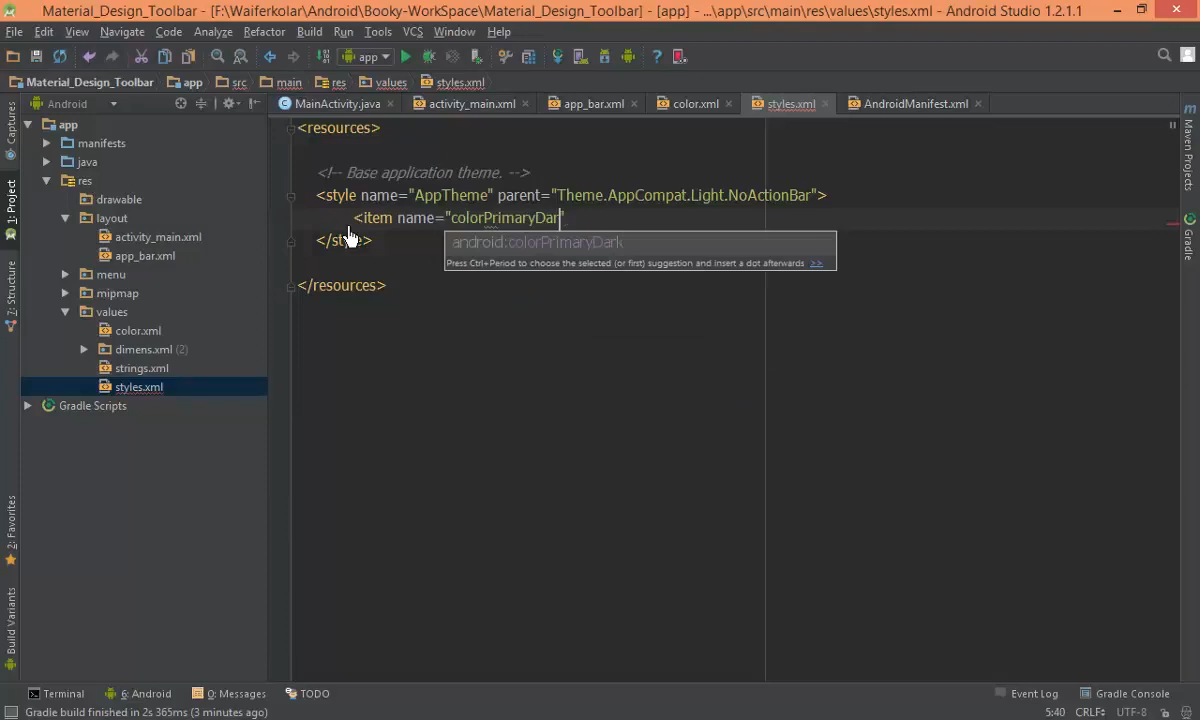 Material_Design_Toolbar - [F:\Waiferkolar\Android\Booky-WorkSpace\Material_Design_Toolbar] - [app] - ...\app\src\main\res\values\styles.xml - Android Studio 1.2.1.1
File Edit View Navigate Code Analyze Refactor Build Run Tools VCS Window Help
app
Material_Design_Toolbar app src main res values styles.xml
Android
MainActivity.java activity_main.xml app_bar.xml color.xml styles.xml AndroidManifest.xml
Captures
1: Project
7: Structure
2: Favorites
Build Variants
app
manifests
java
res
drawable
layout
activity_main.xml
app_bar.xml
menu
mipmap
values
color.xml
dimens.xml (2)
strings.xml
styles.xml
Gradle Scripts
<resources>
<!-- Base application theme. -->
<style name="AppTheme" parent="Theme.AppCompat.Light.NoActionBar">
<item name="colorPrimaryDar"
</style>
android:colorPrimaryDark
Press Ctrl+Period to choose the selected (or first) suggestion and insert a dot afterwards >>
</resources>
Maven Projects
Gradle
Terminal 6: Android 0: Messages TODO Event Log Gradle Console
Gradle build finished in 2s 365ms (3 minutes ago) 5:40 CRLF UTF-8